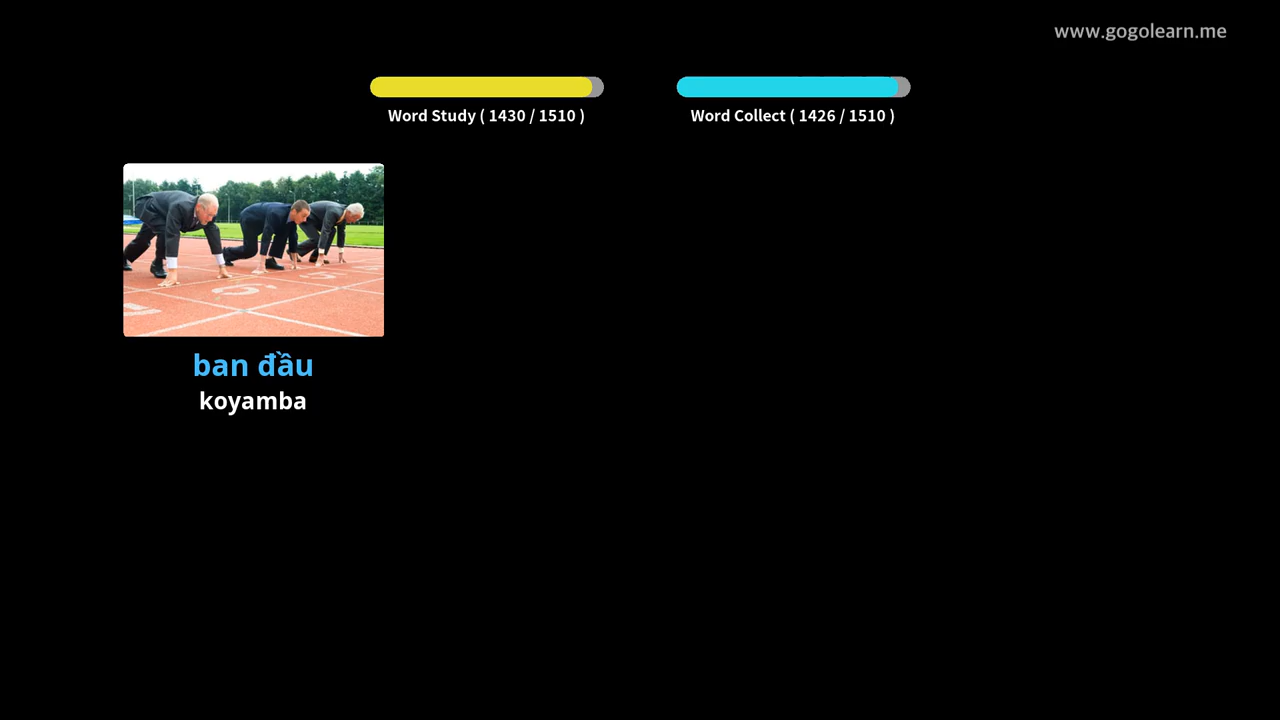 www.gogolearn.me
Word Study ( 1430 / 1510 )
Word Collect ( 1426 / 1510 )
ban đầu
koyamba